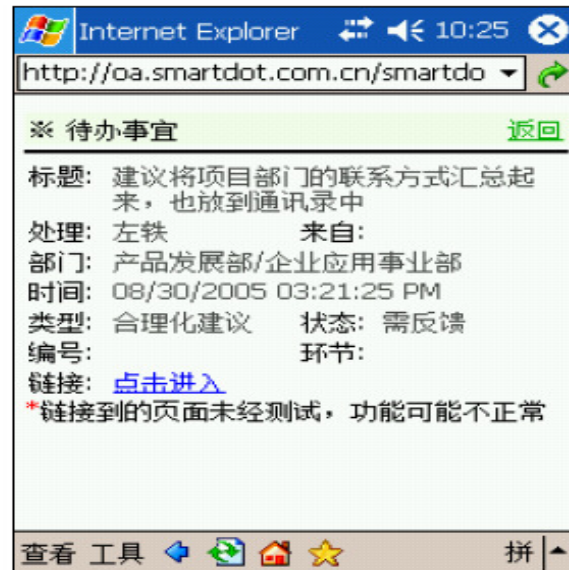 Internet Explorer 10:25
http://oa.smartdot.com.cn/smartdo
※ 待办事宜 返回
标题: 建议将项目部门的联系方式汇总起
来，也放到通讯录中
处理: 左轶 来自:
部门: 产品发展部/企业应用事业部
时间: 08/30/2005 03:21:25 PM
类型: 合理化建议 状态: 需反馈
编号: 环节:
链接: 点击进入
*链接到的页面未经测试，功能可能不正常
查看 工具 拼